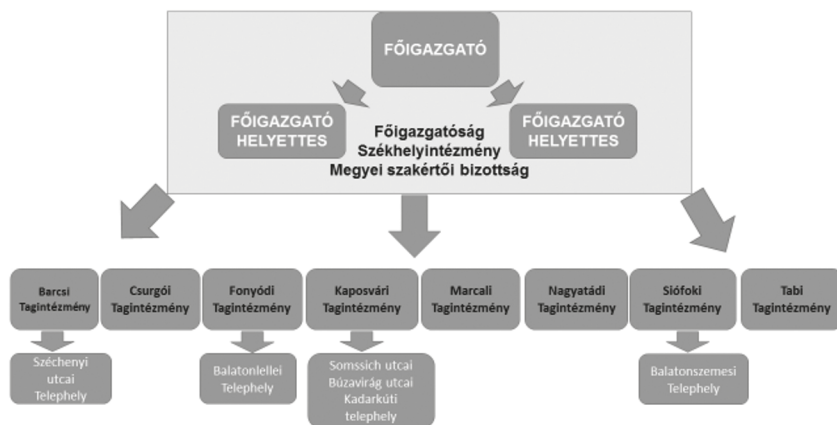 FŐIGAZGATÓ
FŐIGAZGATÓ
HELYETTES
Főigazgatóság
Székhelyintézmény
Megyei szakértői bizottság
FŐIGAZGATÓ
HELYETTES
Barcsi
Tagintézmény
Csurgói
Tagintézmény
Fonyódi
Tagintézmény
Kaposvári
Tagintézmény
Marcali
Tagintézmény
Nagyatádi
Tagintézmény
Siófoki
Tagintézmény
Tabi
Tagintézmény
Széchenyi
utcai
Telephely
Balatonlellei
Telephely
Somssich utcai
Búzavirág utcai
Kadarkúti
telephely
Balatonszemesi
Telephely